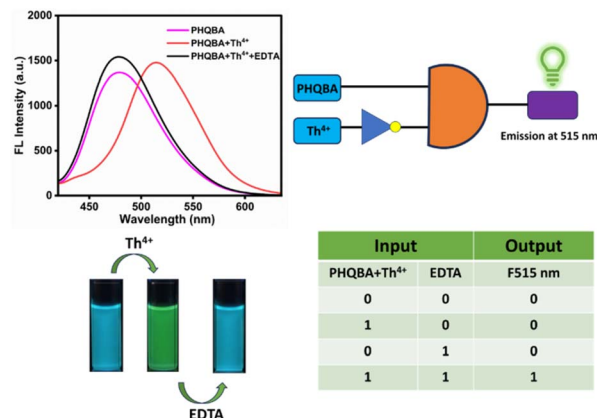 PHQBA
PHQBA+Th⁴⁺
PHQBA+Th⁴⁺+EDTA
FL Intensity (a.u.)
2000
1500
1000
500
0
450 500 550 600
Wavelength (nm)
PHQBA
Th⁴⁺
Emission at 515 nm
Th⁴⁺
EDTA
Input Output
PHQBA+Th⁴⁺ EDTA F515 nm
0 0 0
1 0 0
0 1 0
1 1 1